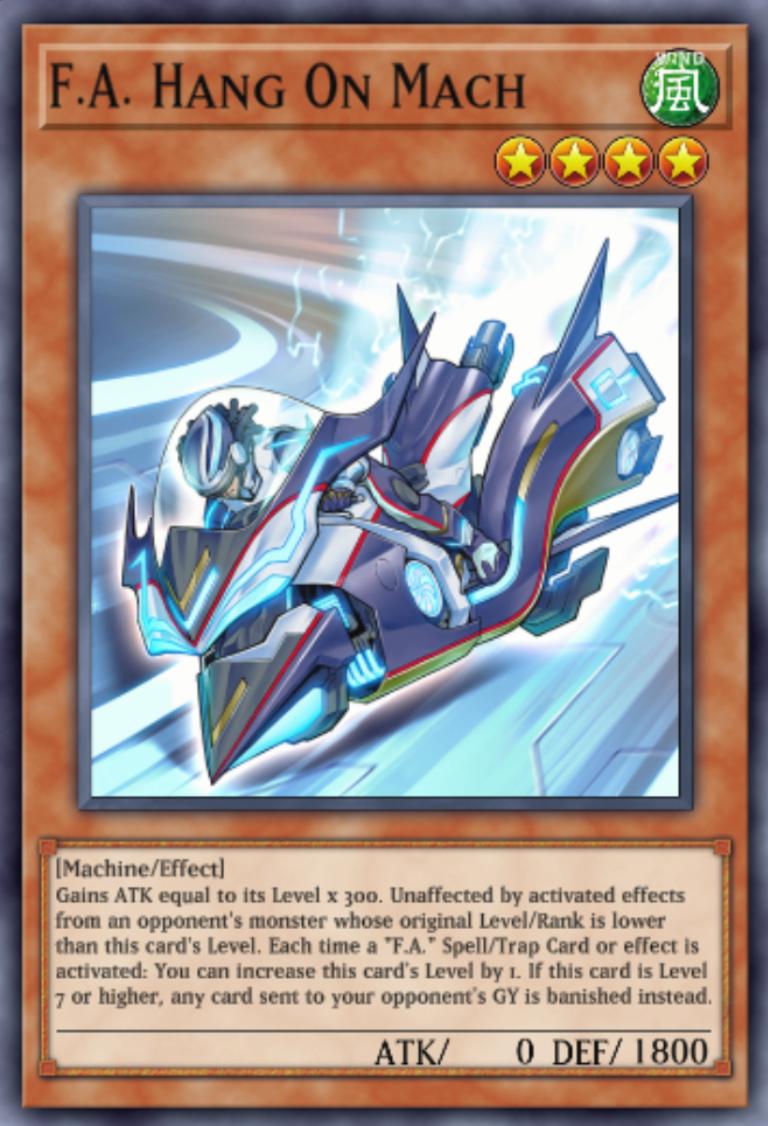 F.A. Hang On Mach
WIND
風
[Machine/Effect]
Gains ATK equal to its Level x 300. Unaffected by activated effects
from an opponent's monster whose original Level/Rank is lower
than this card's Level. Each time a "F.A." Spell/Trap Card or effect is
activated: You can increase this card's Level by 1. If this card is Level
7 or higher, any card sent to your opponent's GY is banished instead.
ATK/ 0 DEF/ 1800